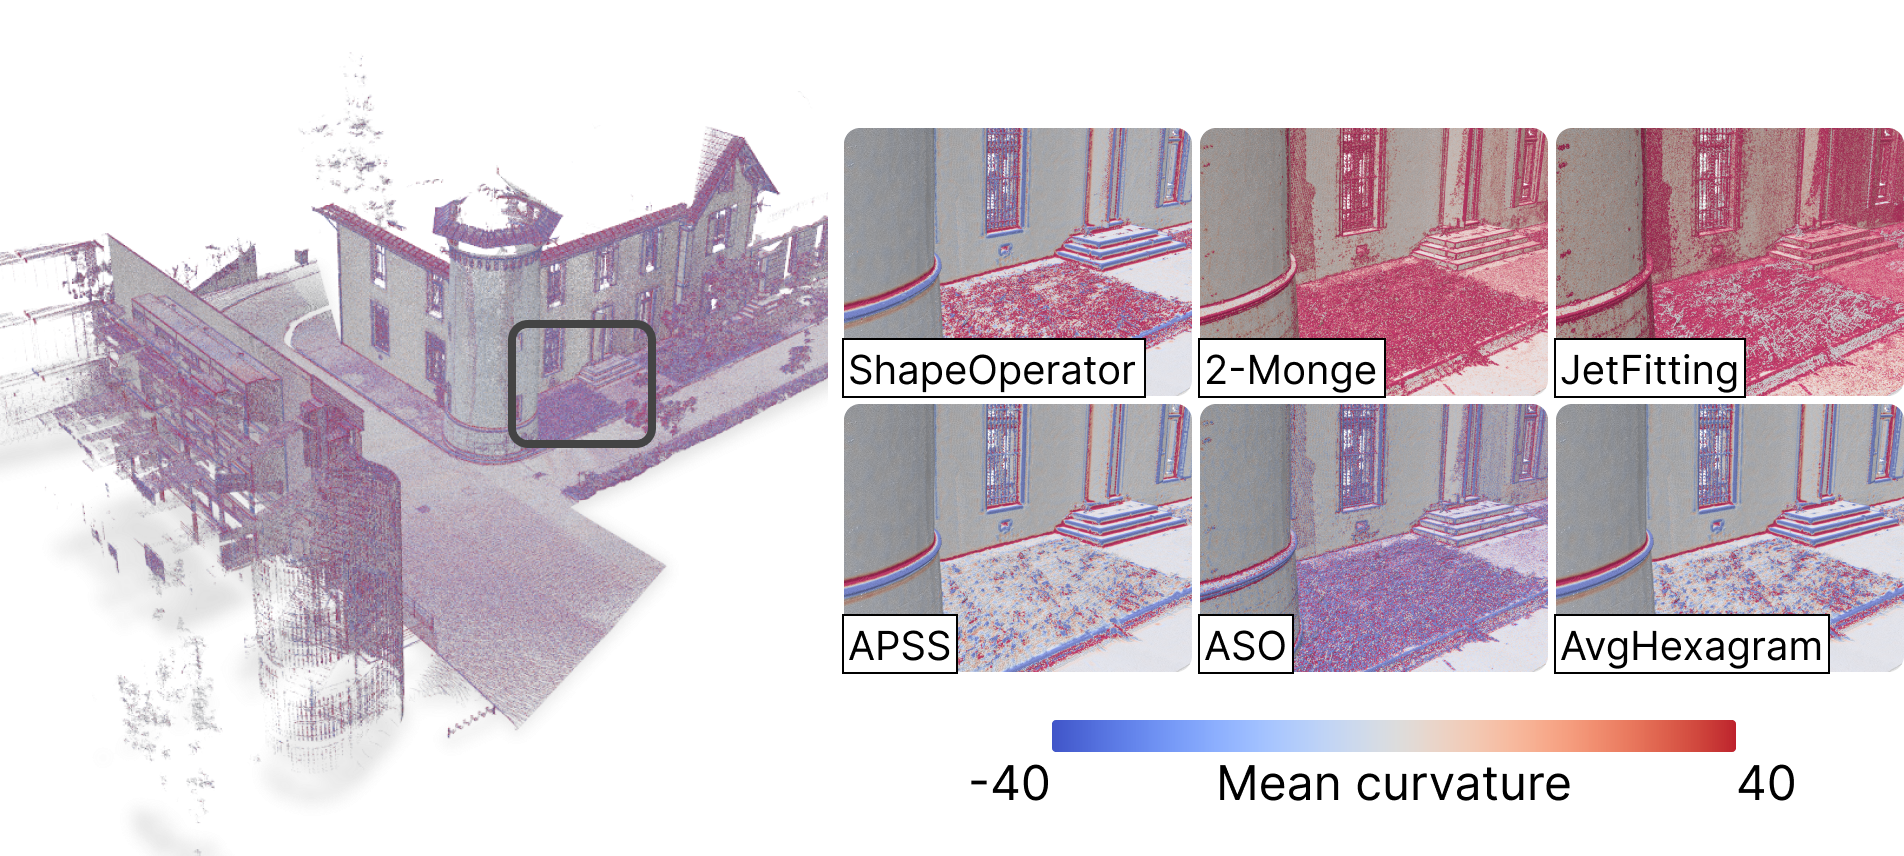 ShapeOperator
2-Monge
JetFitting
APSS
ASO
AvgHexagram
-40
Mean curvature
40